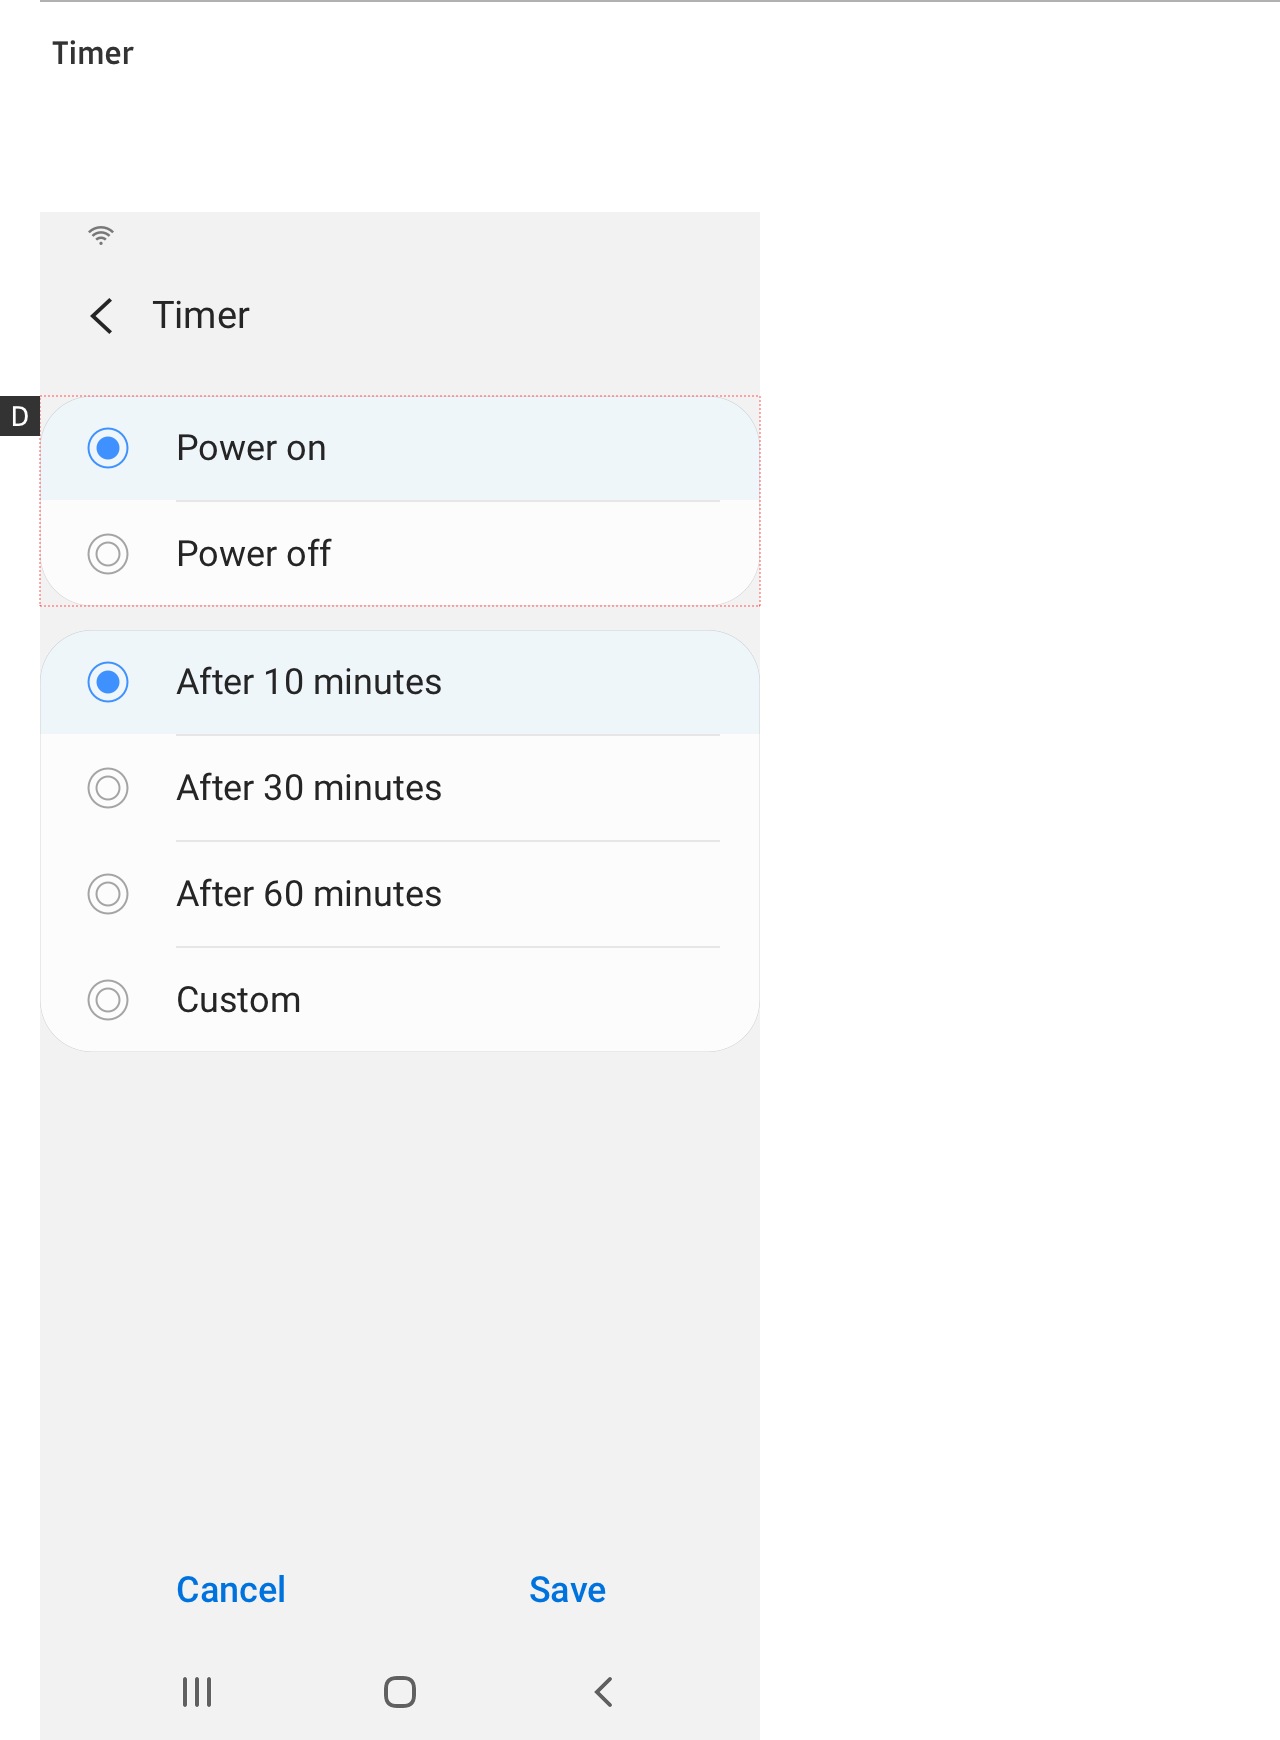 Timer
Timer
D
Power on
Power off
After 10 minutes
After 30 minutes
After 60 minutes
Custom
Cancel
Save